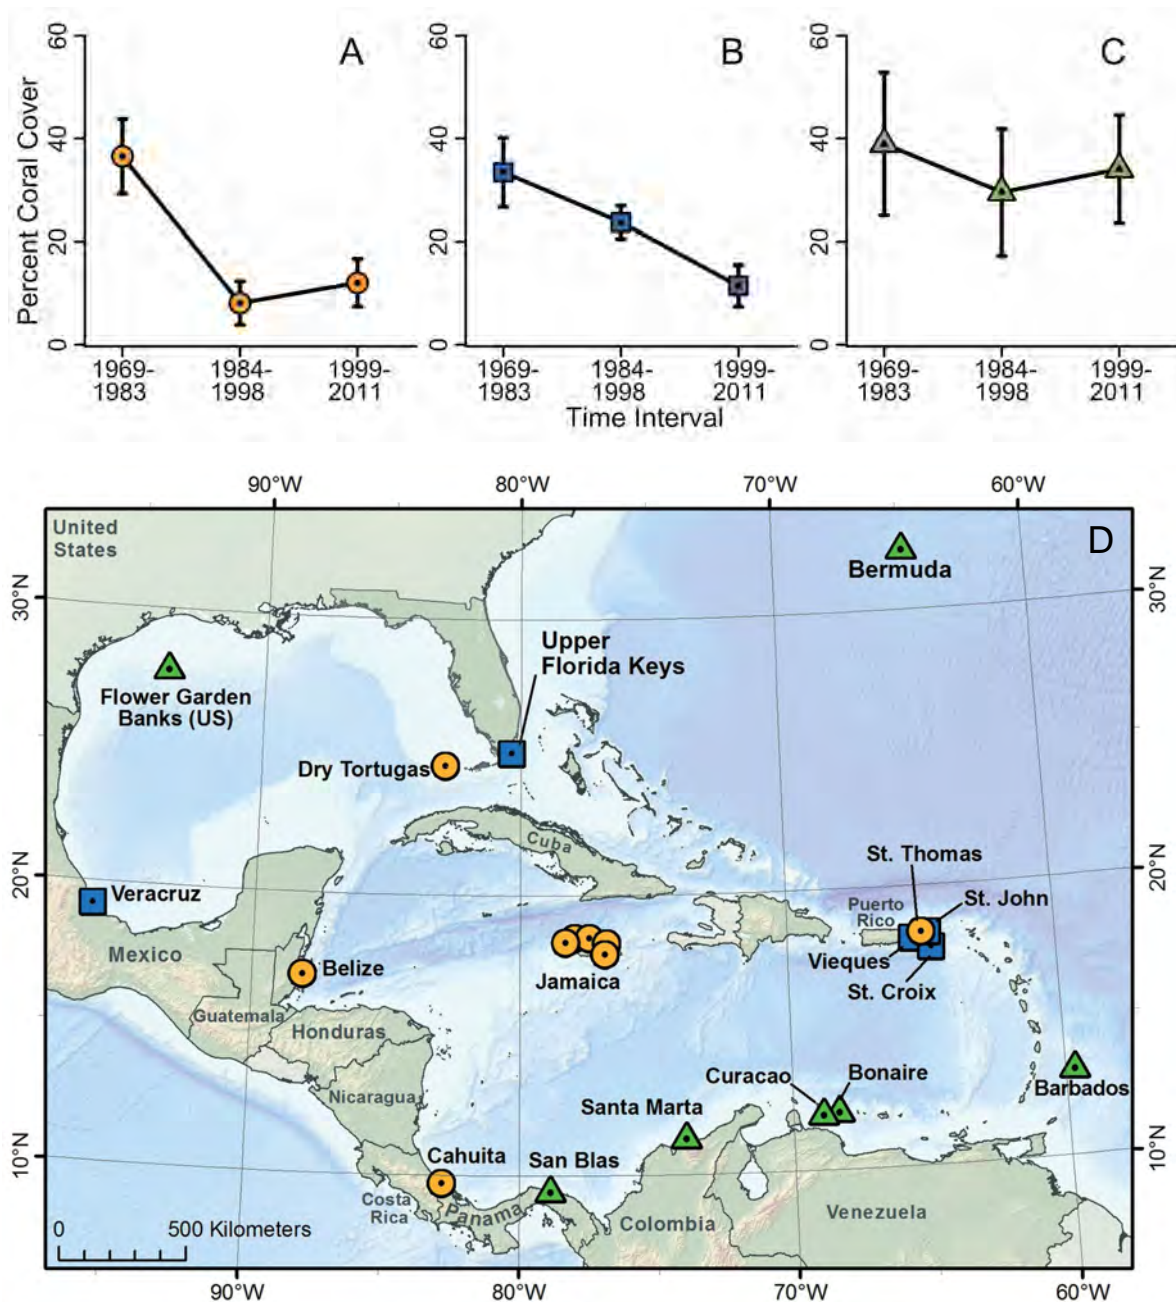 A
B
C
Percent Coral Cover
60
40
20
0
60
40
20
0
60
40
20
0
1969-
1983
1984-
1998
1999-
2011
1969-
1983
1984-
1998
1999-
2011
1969-
1983
1984-
1998
1999-
2011
Time Interval
90°W
80°W
70°W
60°W
United
States
D
Bermuda
30°N
30°N
Upper
Florida Keys
Flower Garden
Banks (US)
Dry Tortugas
Cuba
St. Thomas
20°N
20°N
Veracruz
St. John
Puerto
Rico
Mexico
Vieques
Belize
Jamaica
St. Croix
Guatemala
Honduras
Curacao
Bonaire
Barbados
Nicaragua
Santa Marta
10°N
10°N
Cahuita
San Blas
Costa
Rica
Panama
Colombia
Venezuela
0
500 Kilometers
90°W
80°W
70°W
60°W